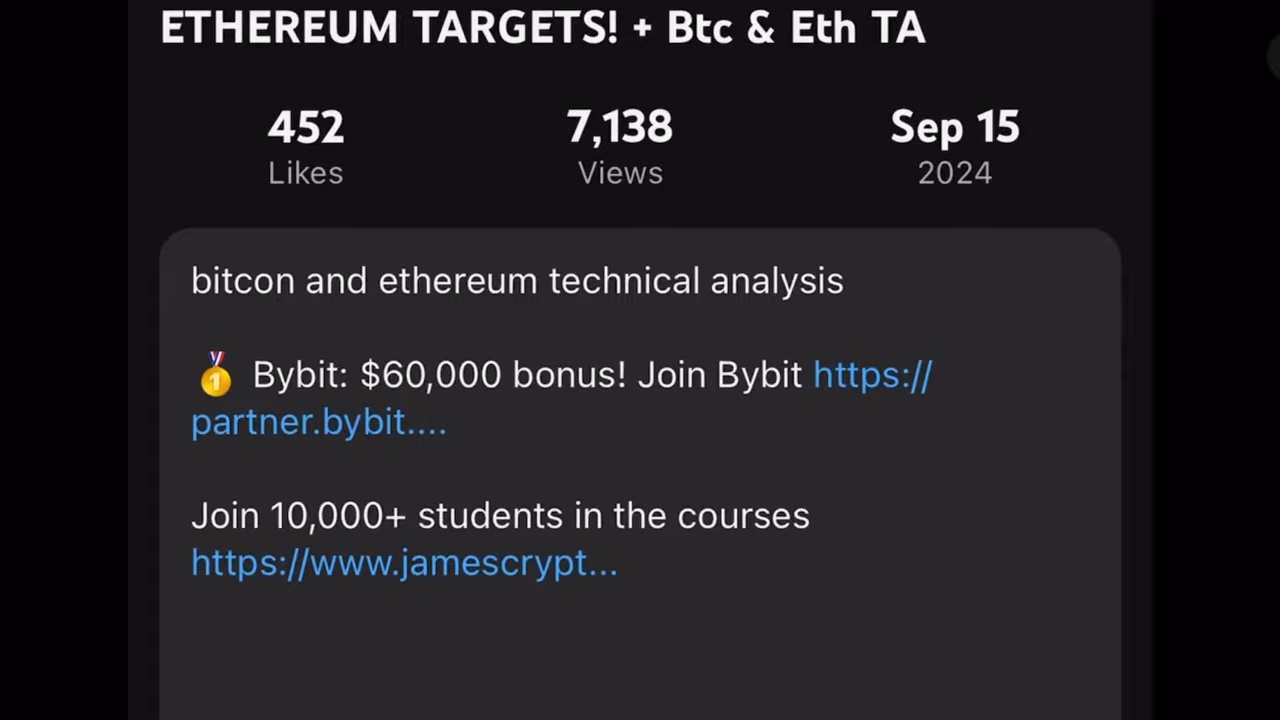 ETHEREUM TARGETS! + Btc & Eth TA
452
Likes
7,138
Views
Sep 15
2024
bitcon and ethereum technical analysis
🥇 Bybit: $60,000 bonus! Join Bybit https://
partner.bybit....
Join 10,000+ students in the courses
https://www.jamescrypt...